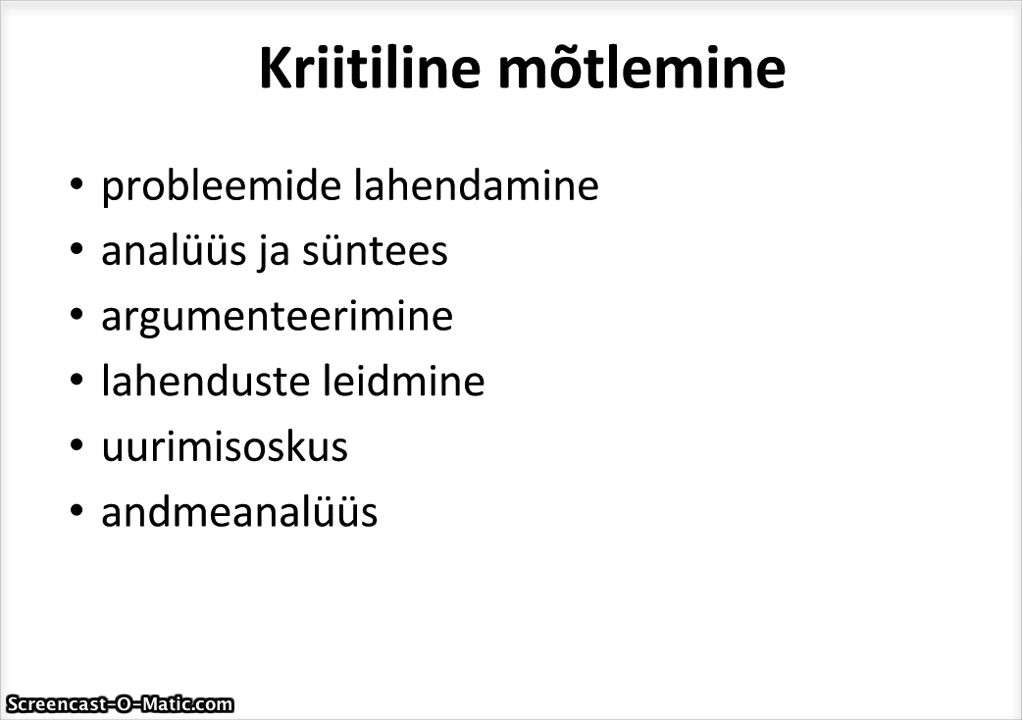 Kriitiline mõtlemine
• probleemide lahendamine
• analüüs ja süntees
• argumenteerimine
• lahenduste leidmine
• uurimisoskus
• andmeanalüüs
Screencast-O-Matic.com